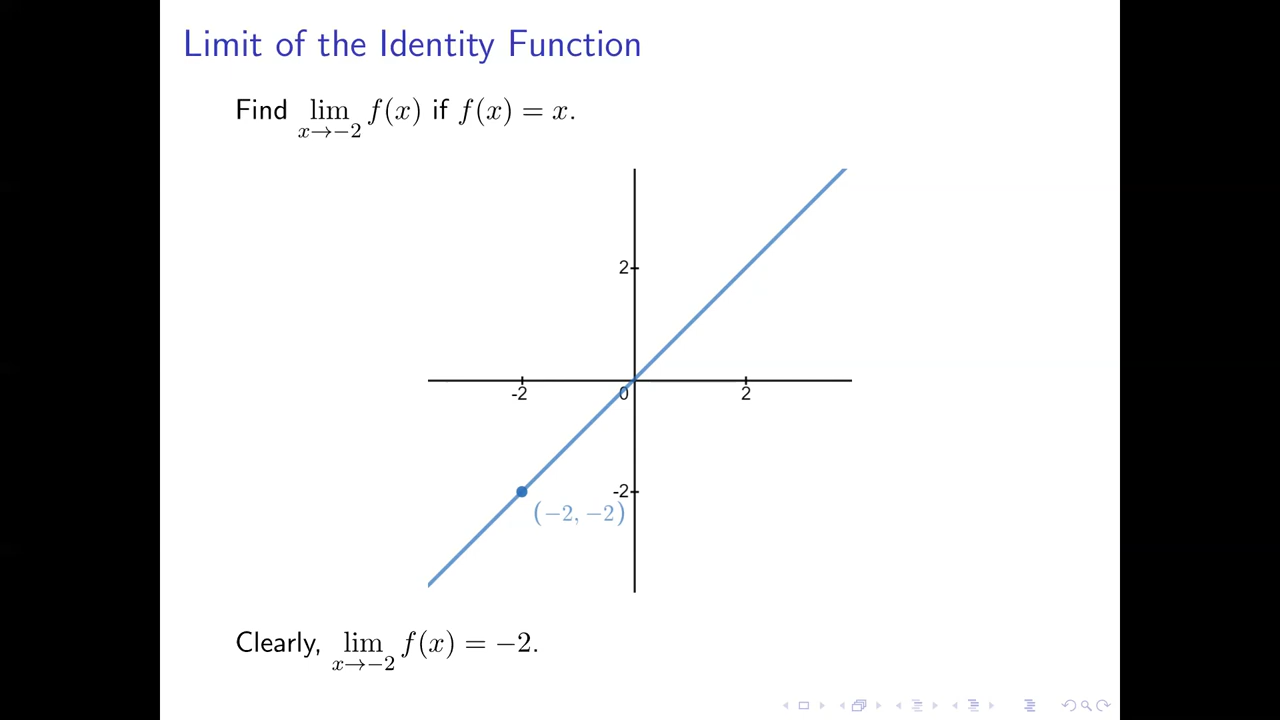 Limit of the Identity Function
Find lim x→−2 f(x) if f(x) = x.
2
-2 0 2
-2
(−2, −2)
Clearly, lim x→−2 f(x) = −2.